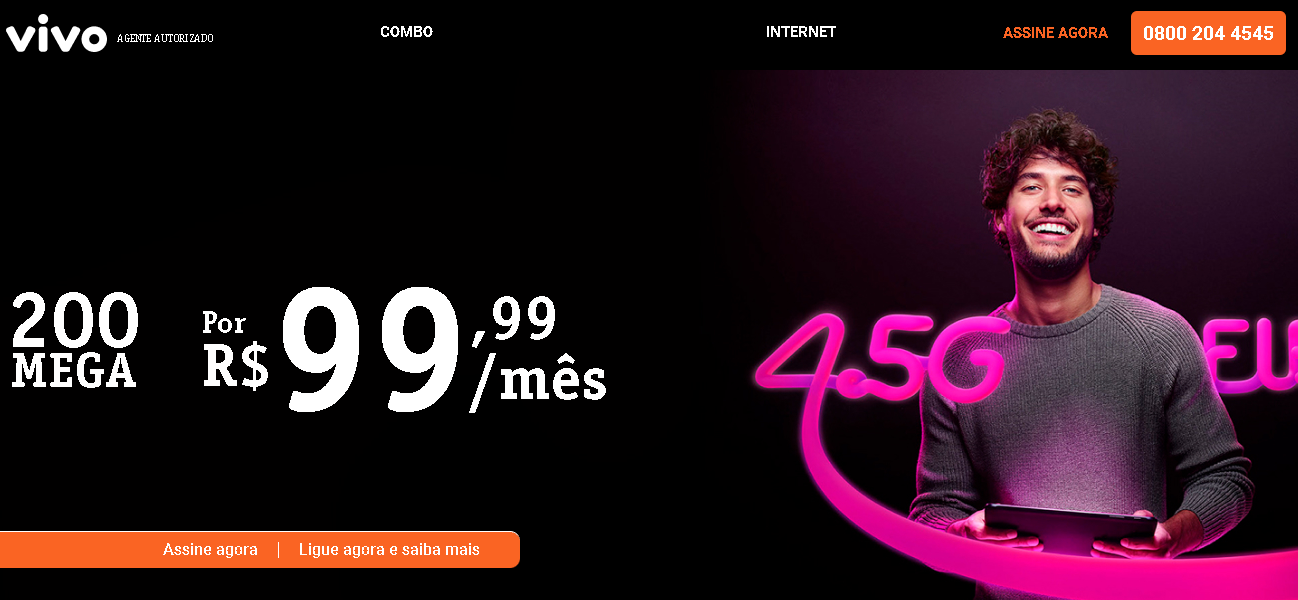 vivo AGENTE AUTORIZADO
COMBO
INTERNET
ASSINE AGORA
0800 204 4545
200
MEGA
Por
R$ 99,99
/mês
4.5G
EU
Assine agora | Ligue agora e saiba mais